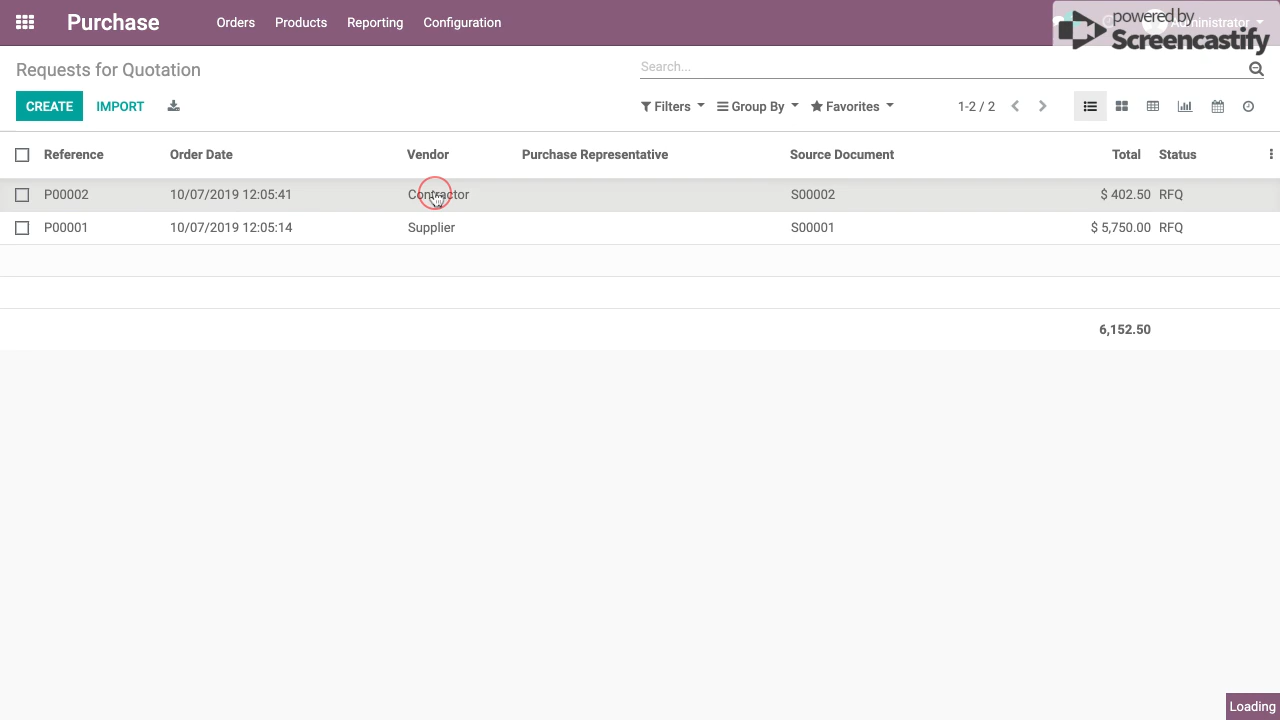 Purchase Orders Products Reporting Configuration
powered by
Administrator
Screencastify
Requests for Quotation
Search...
CREATE IMPORT Filters Group By Favorites 1-2 / 2
Reference Order Date Vendor Purchase Representative Source Document Total Status
P00002 10/07/2019 12:05:41 Contractor S00002 $ 402.50 RFQ
P00001 10/07/2019 12:05:14 Supplier S00001 $ 5,750.00 RFQ
6,152.50
Loading